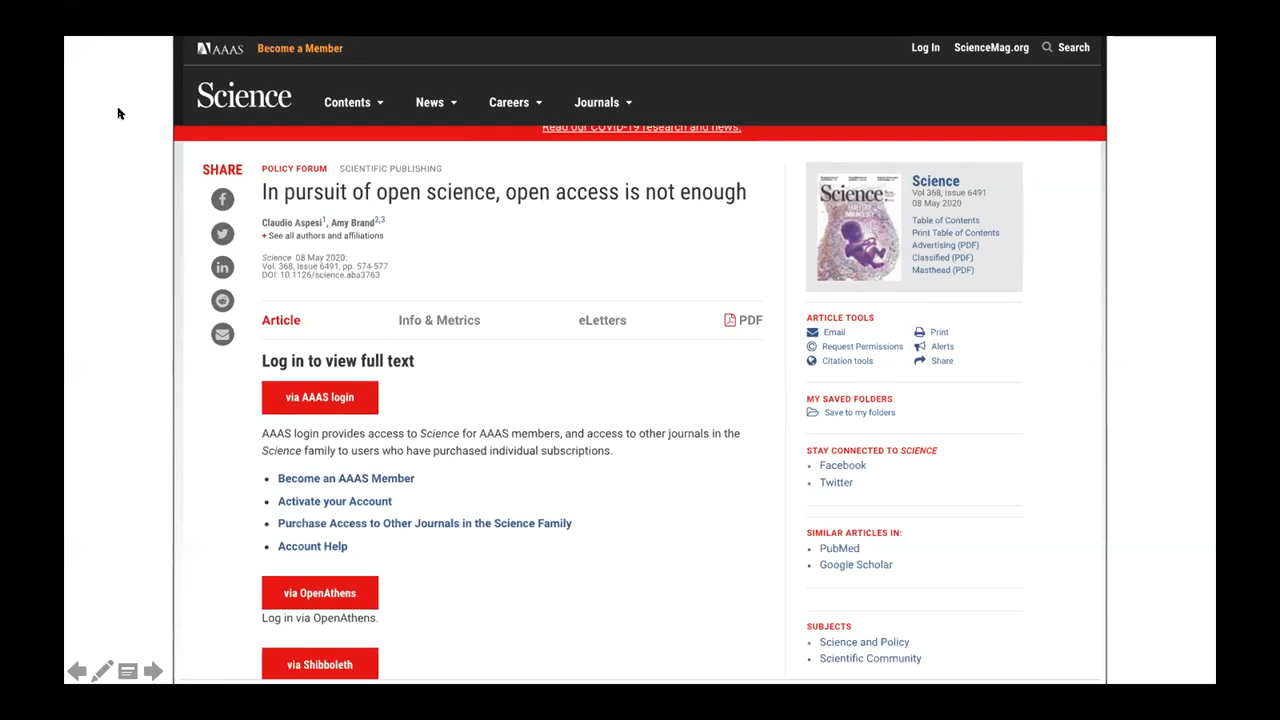 AAAS
Become a Member
Log In
ScienceMag.org
Search
Science
Contents
News
Careers
Journals
Read our COVID-19 research and news.
SHARE
POLICY FORUM
SCIENTIFIC PUBLISHING
In pursuit of open science, open access is not enough
Claudio Aspesi1, Amy Brand2,3
+ See all authors and affiliations
Science 08 May 2020:
Vol. 368, Issue 6491, pp. 574-577
DOI: 10.1126/science.aba3763
Article
Info & Metrics
eLetters
PDF
Log in to view full text
via AAAS login
AAAS login provides access to Science for AAAS members, and access to other journals in the
Science family to users who have purchased individual subscriptions.
• Become an AAAS Member
• Activate your Account
• Purchase Access to Other Journals in the Science Family
• Account Help
via OpenAthens
Log in via OpenAthens.
via Shibboleth
Science
Science
Vol 368, Issue 6491
08 May 2020
Table of Contents
Print Table of Contents
Advertising (PDF)
Classified (PDF)
Masthead (PDF)
ARTICLE TOOLS
Email
Print
Request Permissions
Alerts
Citation tools
Share
MY SAVED FOLDERS
Save to my folders
STAY CONNECTED TO SCIENCE
• Facebook
• Twitter
SIMILAR ARTICLES IN:
• PubMed
• Google Scholar
SUBJECTS
• Science and Policy
• Scientific Community